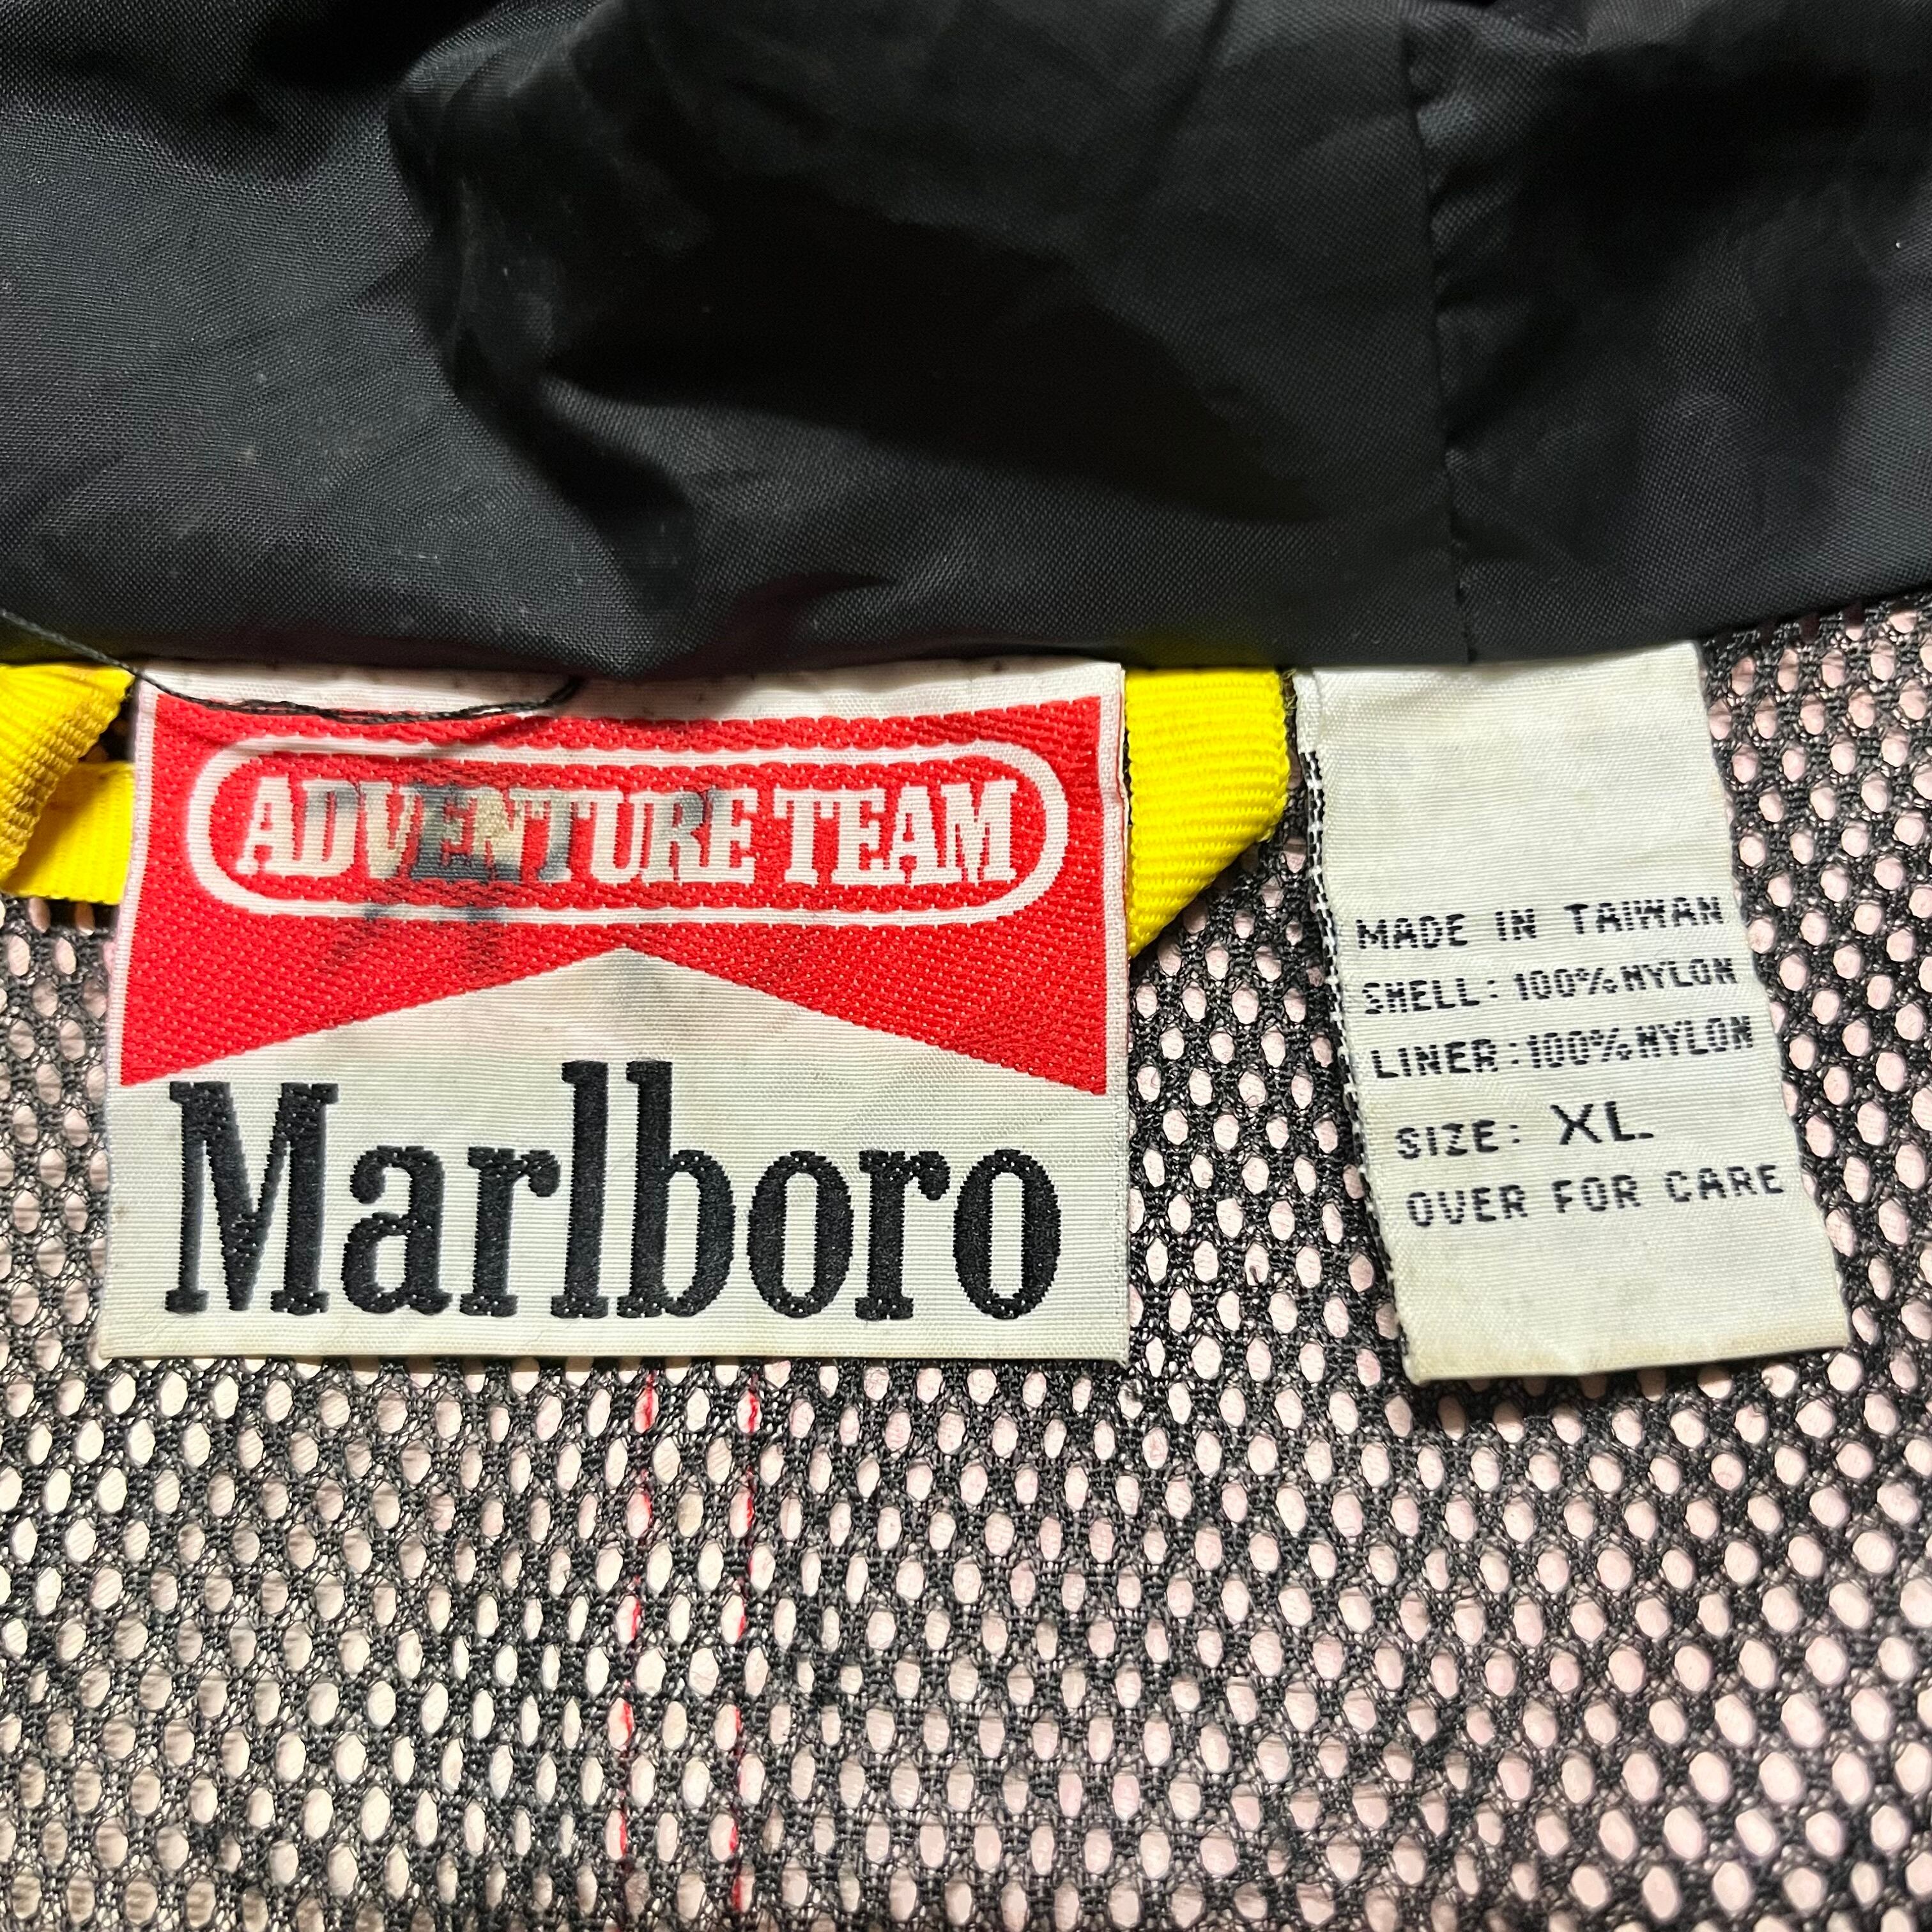 ADVENTURE TEAM
Marlboro
MADE IN TAIWAN
SHELL: 100% NYLON
LINER: 100% NYLON
SIZE: XL
OVER FOR CARE